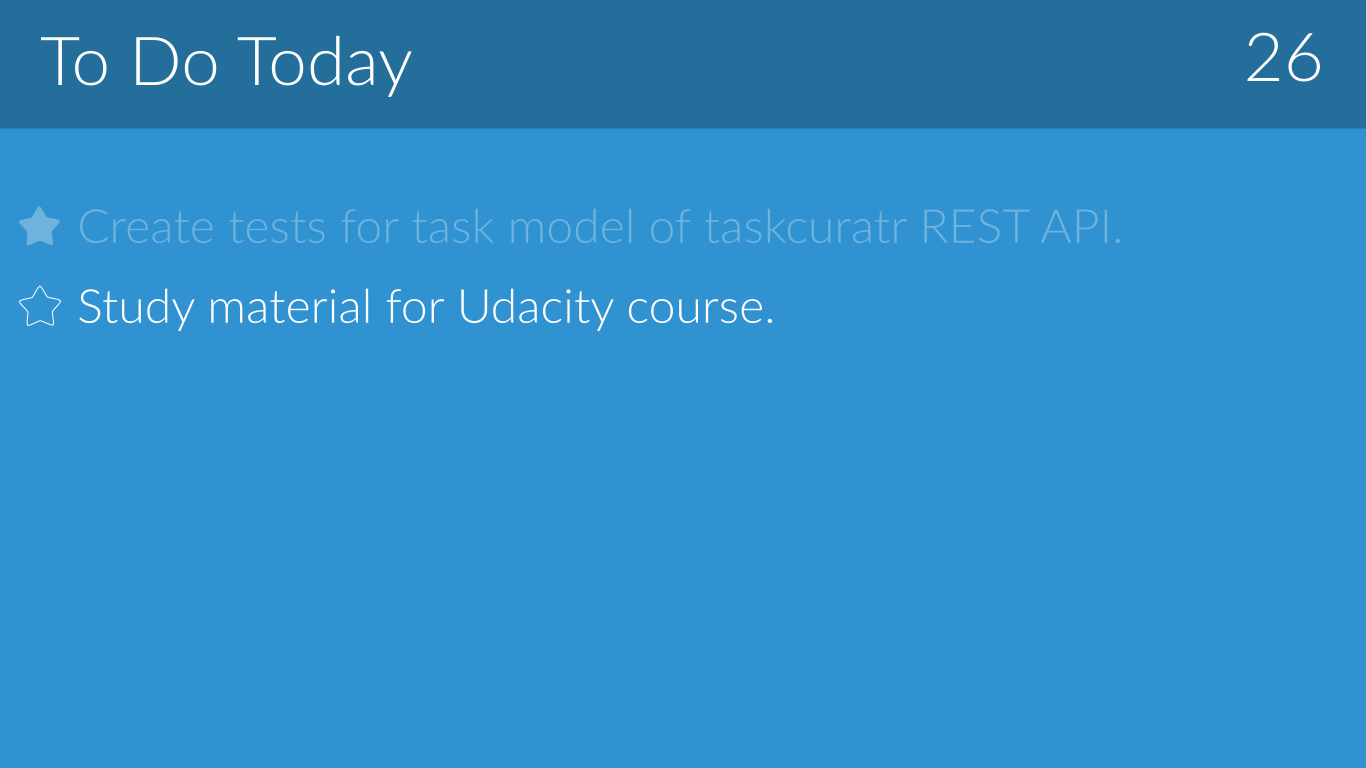 To Do Today 26
Create tests for task model of taskcuratr REST API.
Study material for Udacity course.